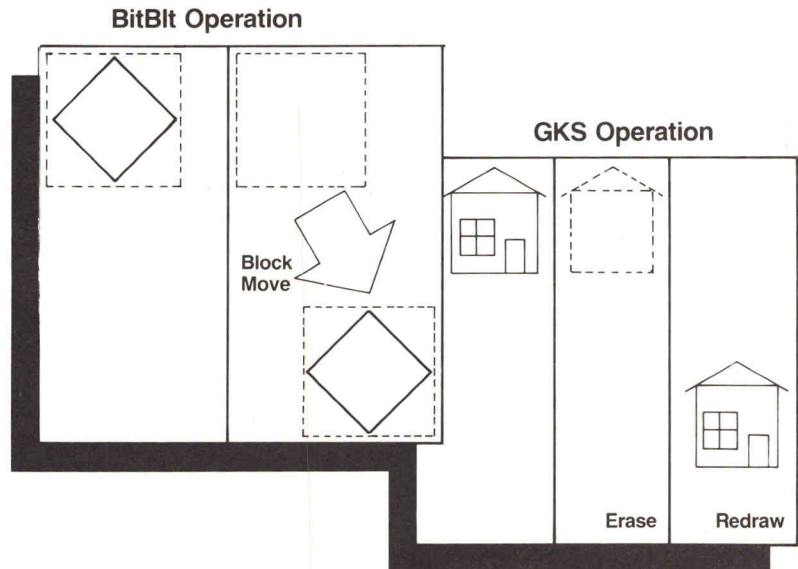 BitBlt Operation
GKS Operation
Block
Move
Erase
Redraw